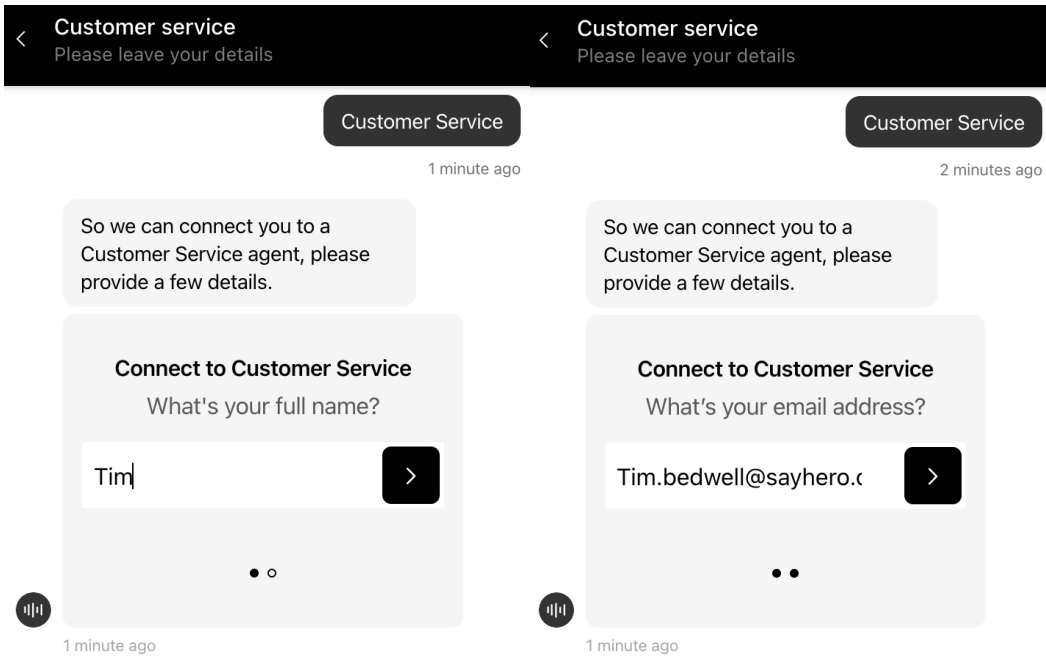 Customer service
Please leave your details
Customer Service
1 minute ago
So we can connect you to a
Customer Service agent, please
provide a few details.
Connect to Customer Service
What's your full name?
Tim
1 minute ago
Customer service
Please leave your details
Customer Service
2 minutes ago
So we can connect you to a
Customer Service agent, please
provide a few details.
Connect to Customer Service
What’s your email address?
Tim.bedwell@sayhero.c
1 minute ago